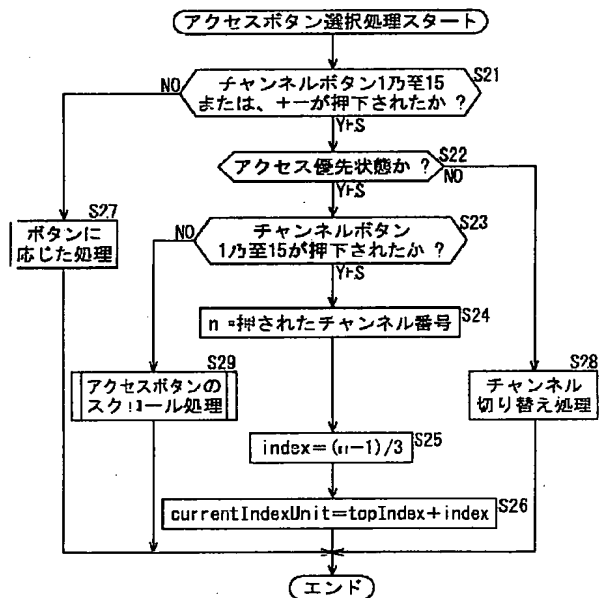 アクセスボタン選択処理スタート
チャンネルボタン1乃至15
または、+−が押下されたか ?
S21
NO
YES
アクセス優先状態か ?
S22
NO
YES
チャンネルボタン
1乃至15が押下されたか ?
S23
NO
YES
ボタンに
応じた処理
S27
n=押されたチャンネル番号
S24
アクセスボタンの
スクロール処理
S29
チャンネル
切り替え処理
S28
index=(n−1)/3
S25
currentIndexUnit=topIndex+index
S26
エンド